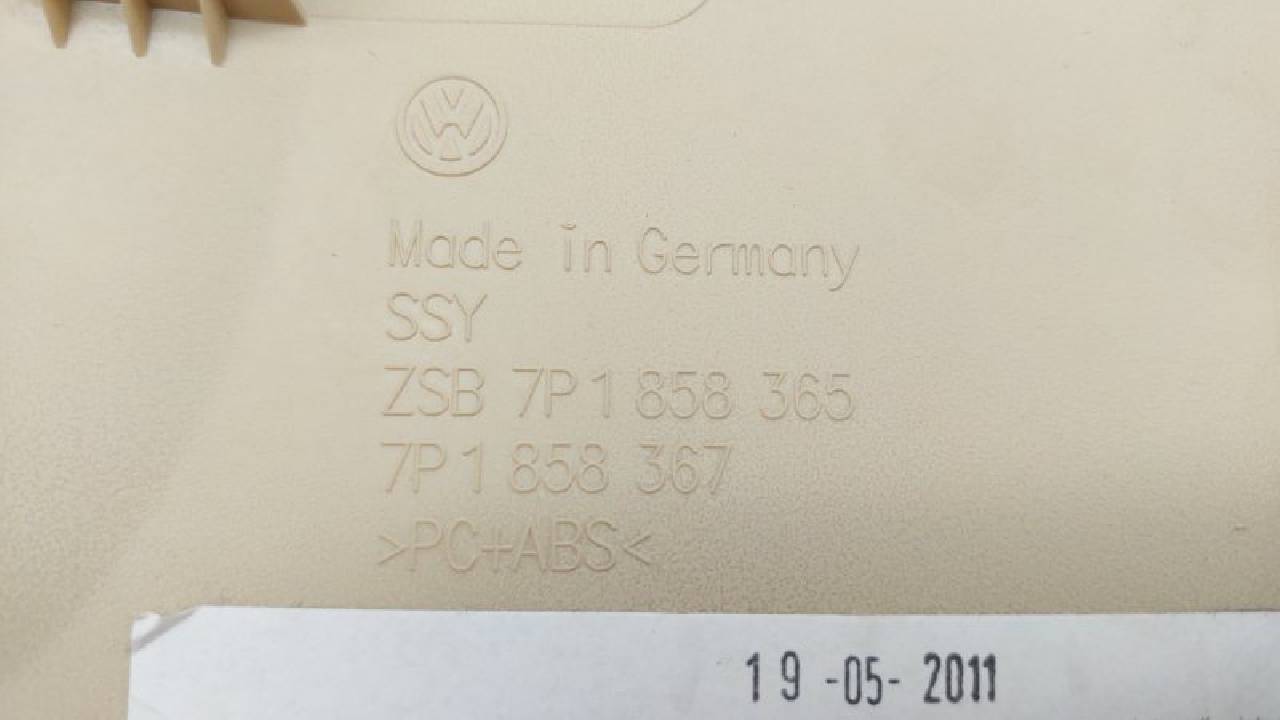 Made in Germany
SSY
ZSB 7P1 858 365
7P1 858 367
>PC+ABS<
19-05-2011